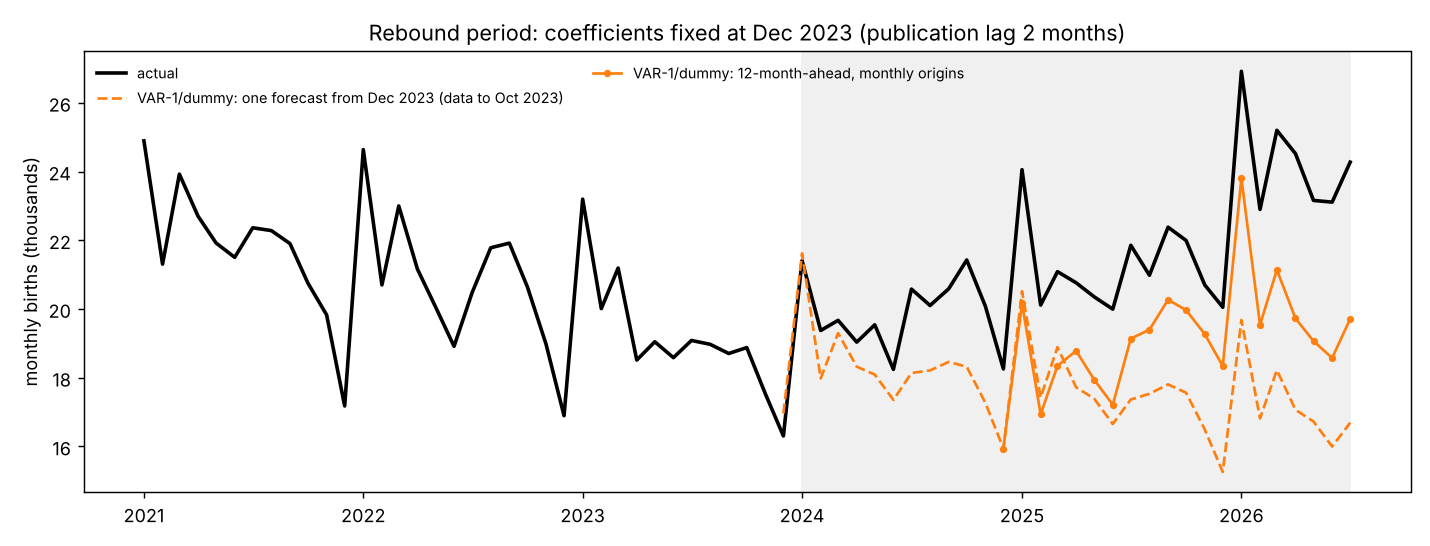 Rebound period: coefficients fixed at Dec 2023 (publication lag 2 months)
actual
VAR-1/dummy: one forecast from Dec 2023 (data to Oct 2023)
VAR-1/dummy: 12-month-ahead, monthly origins
monthly births (thousands)
26
24
22
20
18
16
2021 2022 2023 2024 2025 2026